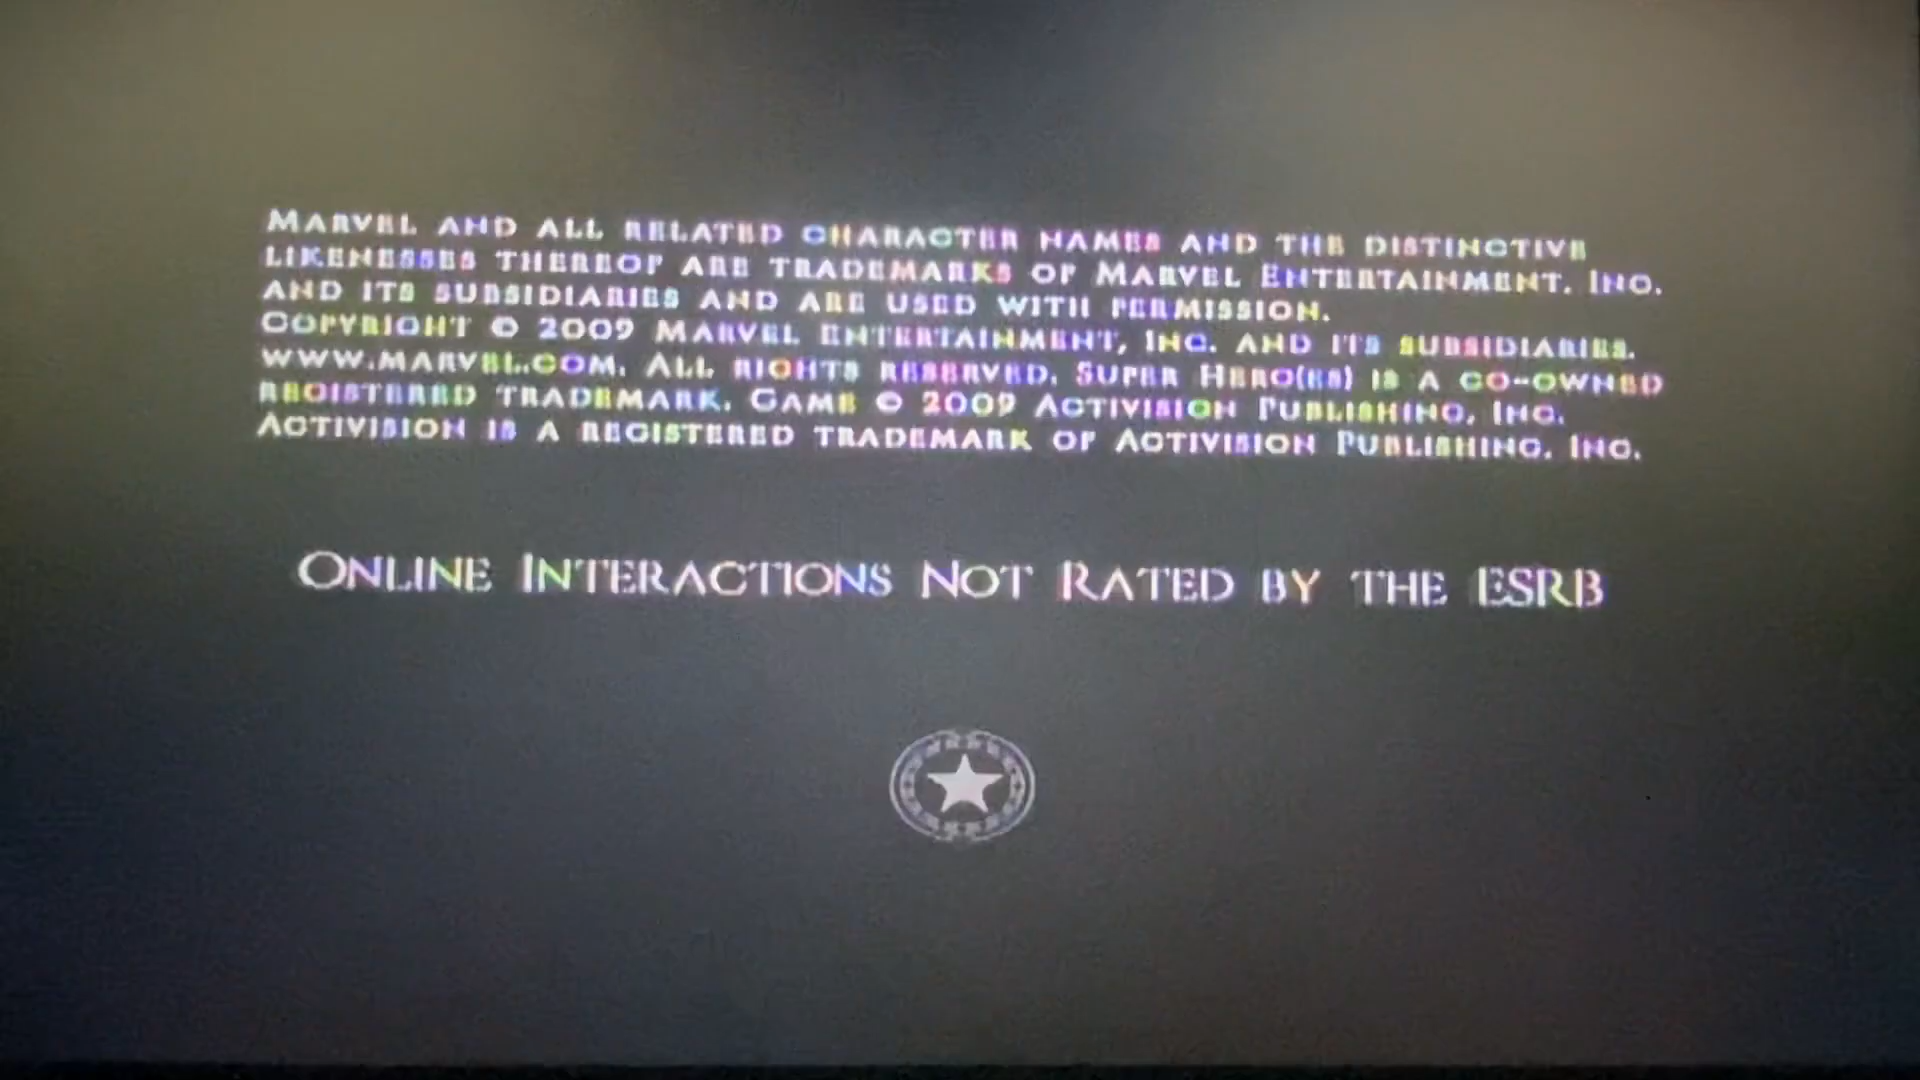 Marvel and all related character names and the distinctive
likenesses thereof are trademarks of Marvel Entertainment, Inc.
and its subsidiaries and are used with permission.
Copyright © 2009 Marvel Entertainment, Inc. and its subsidiaries.
www.marvel.com. All rights reserved. Super Hero(es) is a co-owned
registered trademark. Game © 2009 Activision Publishing, Inc.
Activision is a registered trademark of Activision Publishing, Inc.
Online Interactions Not Rated by the ESRB